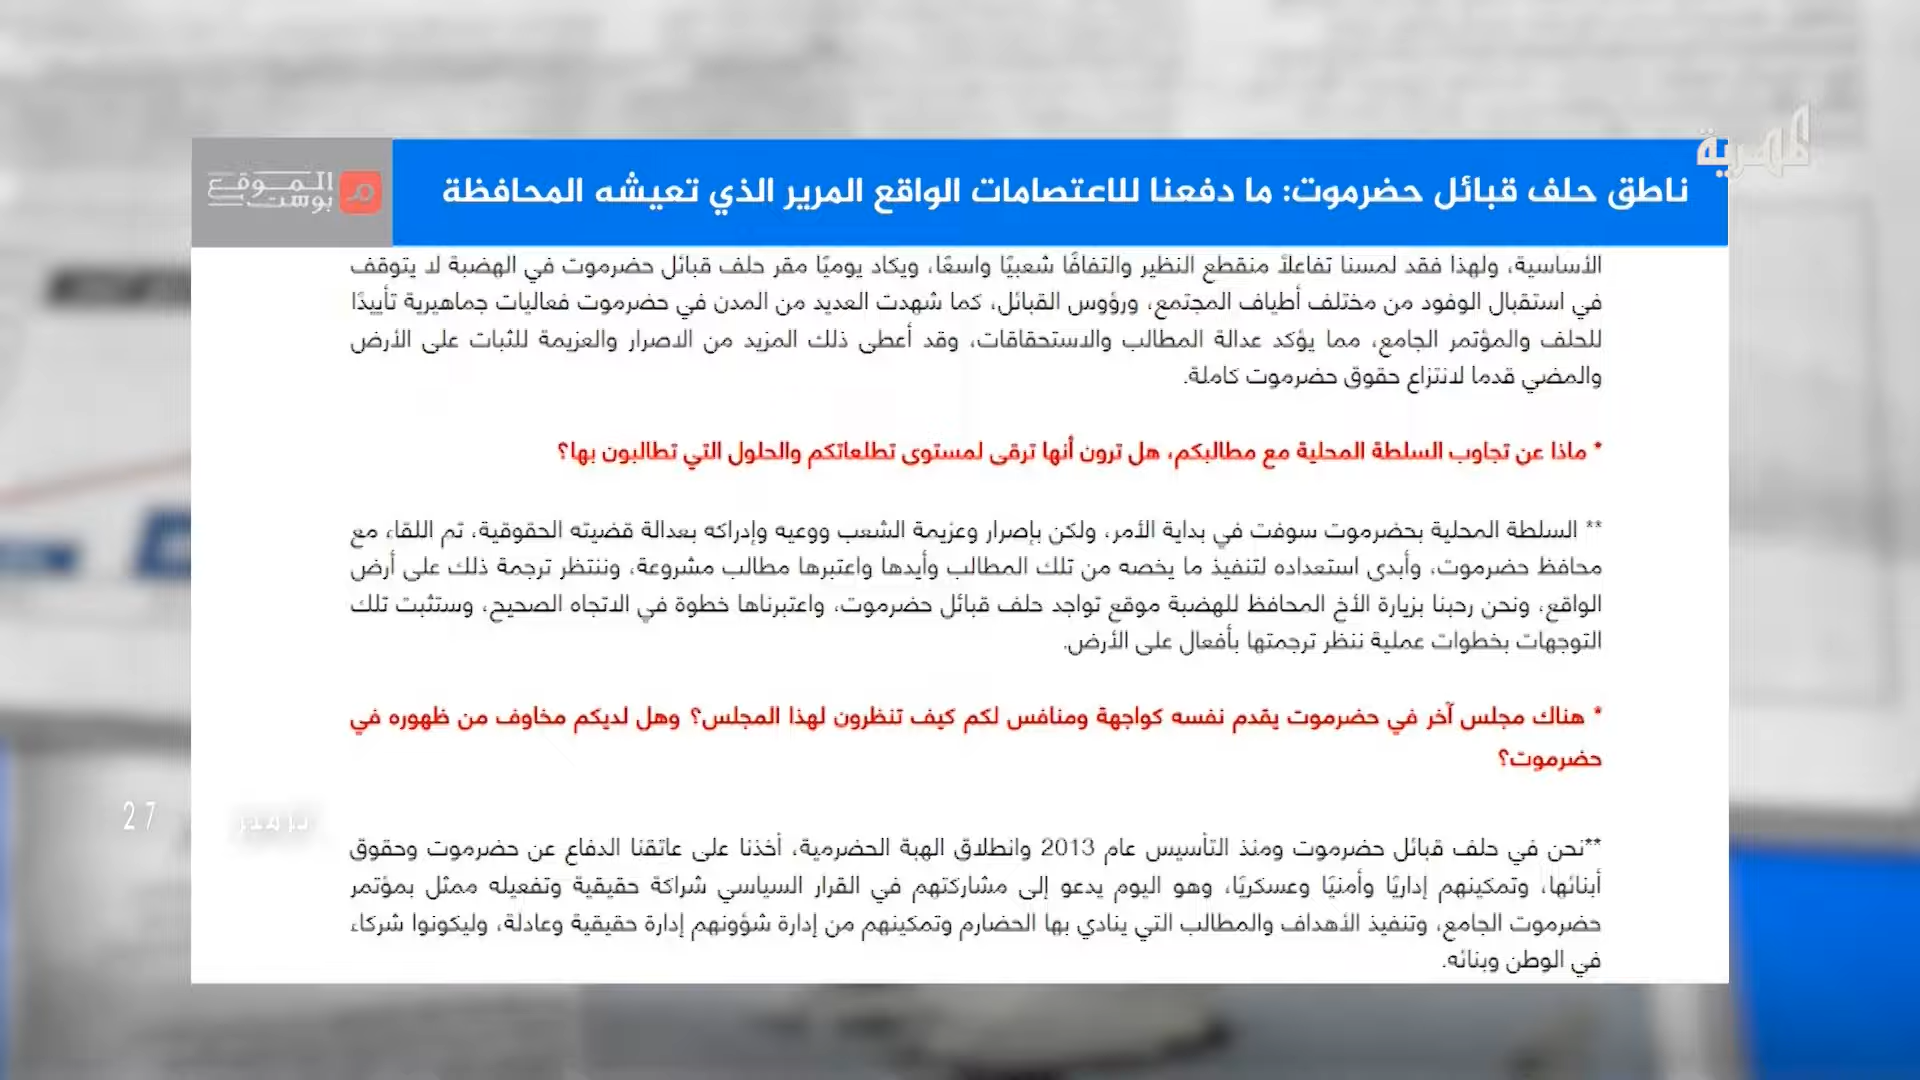 المهرية
ناطق حلف قبائل حضرموت: ما دفعنا للاعتصامات الواقع المرير الذي تعيشه المحافظة
الموقع
بوست
الأساسية، ولهذا فقد لمسنا تفاعلاً منقطع النظير والتفافًا شعبيًا واسعًا، ويكاد يوميًا مقر حلف قبائل حضرموت في الهضبة لا يتوقف
في استقبال الوفود من مختلف أطياف المجتمع، ورؤوس القبائل، كما شهدت العديد من المدن في حضرموت فعاليات جماهيرية تأييدًا
للحلف والمؤتمر الجامع، مما يؤكد عدالة المطالب والاستحقاقات، وقد أعطى ذلك المزيد من الاصرار والعزيمة للثبات على الأرض
والمضي قدما لانتزاع حقوق حضرموت كاملة.
* ماذا عن تجاوب السلطة المحلية مع مطالبكم، هل ترون أنها ترقى لمستوى تطلعاتكم والحلول التي تطالبون بها؟
** السلطة المحلية بحضرموت سوفت في بداية الأمر، ولكن بإصرار وعزيمة الشعب ووعيه وإدراكه بعدالة قضيته الحقوقية، تم اللقاء مع
محافظ حضرموت، وأبدى استعداده لتنفيذ ما يخصه من تلك المطالب وأيدها واعتبرها مطالب مشروعة، وننتظر ترجمة ذلك على أرض
الواقع، ونحن رحبنا بزيارة الأخ المحافظ للهضبة موقع تواجد حلف قبائل حضرموت، واعتبرناها خطوة في الاتجاه الصحيح، وستثبت تلك
التوجهات بخطوات عملية ننظر ترجمتها بأفعال على الأرض.
* هناك مجلس آخر في حضرموت يقدم نفسه كواجهة ومنافس لكم كيف تنظرون لهذا المجلس؟ وهل لديكم مخاوف من ظهوره في
حضرموت؟
27
**نحن في حلف قبائل حضرموت ومنذ التأسيس عام 2013 وانطلاق الهبة الحضرمية، أخذنا على عاتقنا الدفاع عن حضرموت وحقوق
أبنائها، وتمكينهم إداريًا وأمنيًا وعسكريًا، وهو اليوم يدعو إلى مشاركتهم في القرار السياسي شراكة حقيقية وتفعيله ممثل بمؤتمر
حضرموت الجامع، وتنفيذ الأهداف والمطالب التي ينادي بها الحضارم وتمكينهم من إدارة شؤونهم إدارة حقيقية وعادلة، وليكونوا شركاء
في الوطن وبنائه.